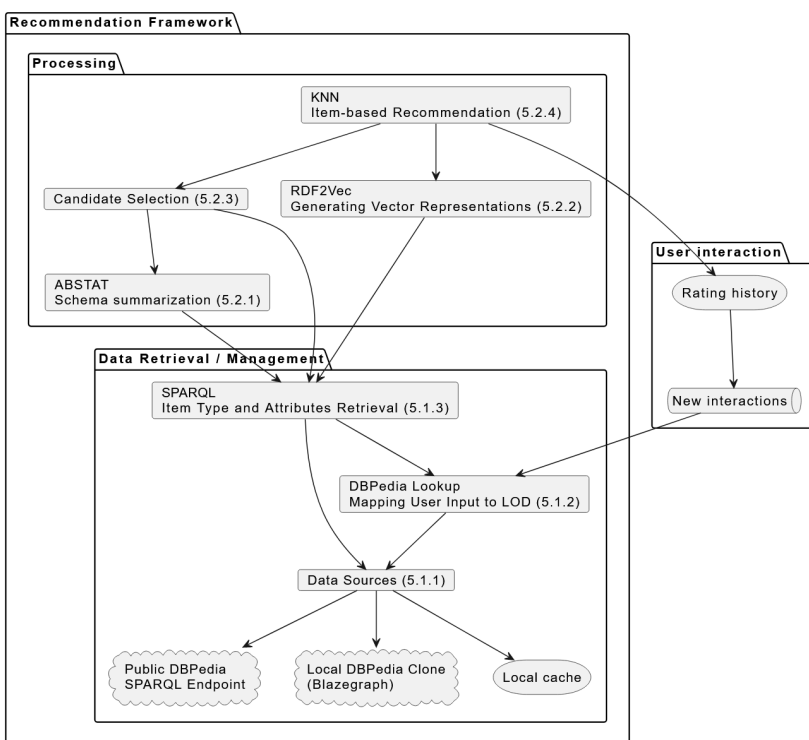 Recommendation Framework
Processing
KNN
Item-based Recommendation (5.2.4)
Candidate Selection (5.2.3)
RDF2Vec
Generating Vector Representations (5.2.2)
User interaction
ABSTAT
Schema summarization (5.2.1)
Rating history
Data Retrieval / Management
SPARQL
Item Type and Attributes Retrieval (5.1.3)
New interactions
DBPedia Lookup
Mapping User Input to LOD (5.1.2)
Data Sources (5.1.1)
Public DBPedia
SPARQL Endpoint
Local DBPedia Clone
(Blazegraph)
Local cache